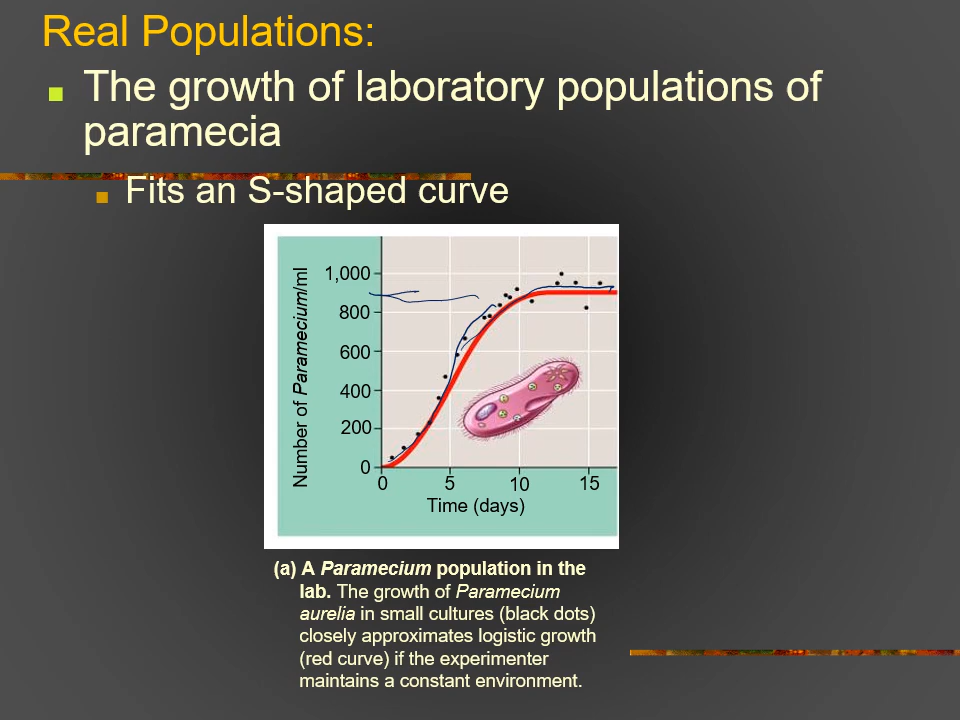 Real Populations:
The growth of laboratory populations of
paramecia
Fits an S-shaped curve
Number of Paramecium/ml
1,000
800
600
400
200
0
0 5 10 15
Time (days)
(a) A Paramecium population in the
lab. The growth of Paramecium
aurelia in small cultures (black dots)
closely approximates logistic growth
(red curve) if the experimenter
maintains a constant environment.